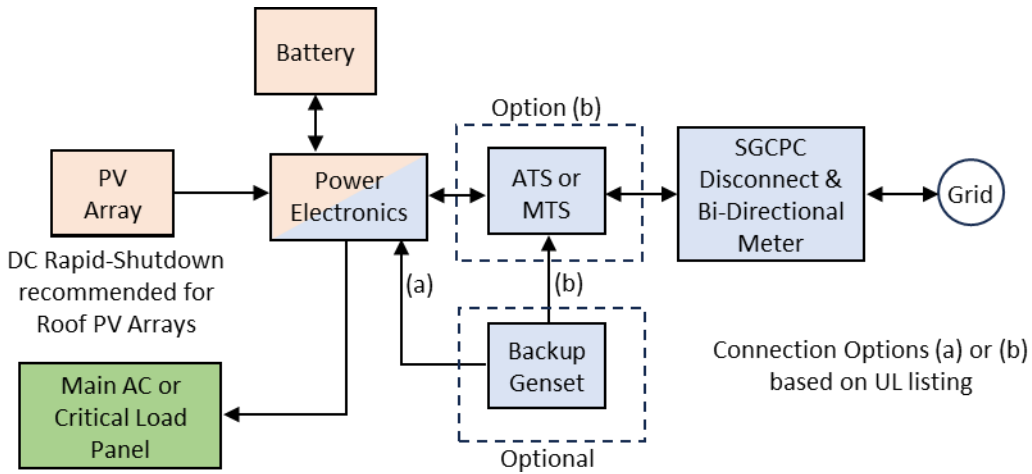 Battery
Option (b)
PV
Array
Power
Electronics
ATS or
MTS
SGCPC
Disconnect &
Bi-Directional
Meter
Grid
DC Rapid-Shutdown
recommended for
Roof PV Arrays
(a)
(b)
Backup
Genset
Connection Options (a) or (b)
based on UL listing
Main AC or
Critical Load
Panel
Optional